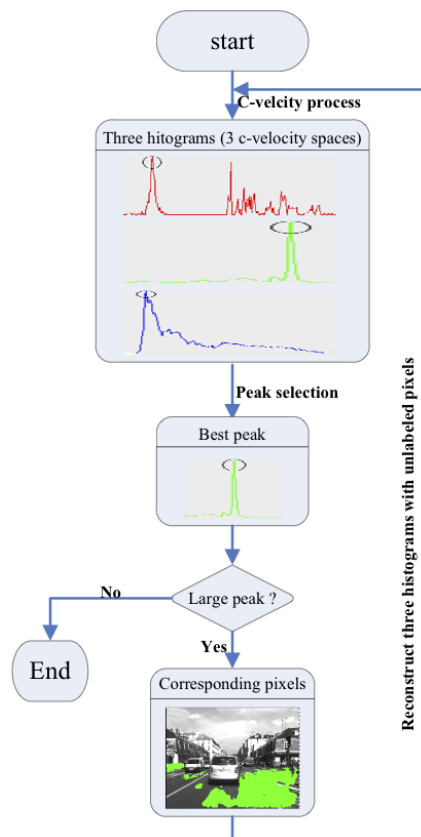 start
C-velcity process
Three hitograms (3 c-velocity spaces)
Peak selection
Best peak
Large peak ?
No
Yes
End
Corresponding pixels
Reconstruct three histograms with unlabeled pixels